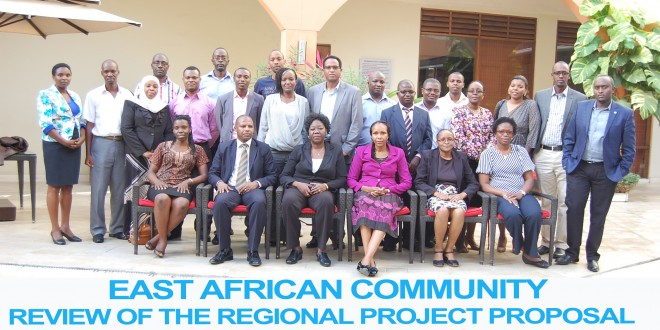 EAST AFRICAN COMMUNITY
REVIEW OF THE REGIONAL PROJECT PROPOSAL